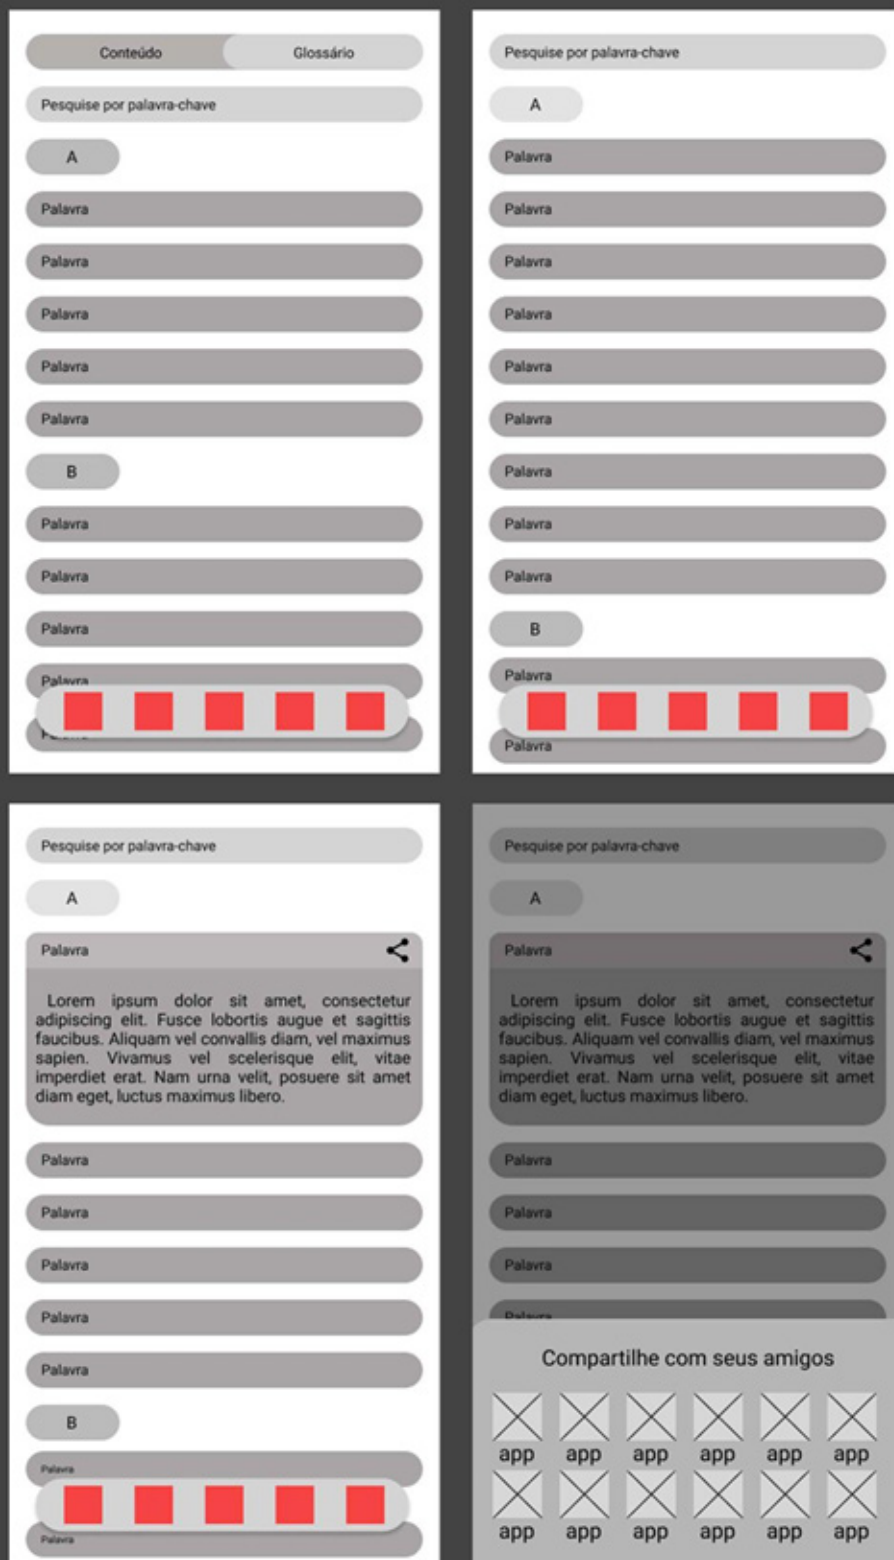 Conteúdo Glossário
Pesquise por palavra-chave
A
Palavra
Palavra
Palavra
Palavra
Palavra
B
Palavra
Palavra
Palavra
Palavra
Pesquise por palavra-chave
A
Palavra
Palavra
Palavra
Palavra
Palavra
Palavra
Palavra
Palavra
Palavra
B
Palavra
Palavra
Pesquise por palavra-chave
A
Palavra
Lorem ipsum dolor sit amet, consectetur
adipiscing elit. Fusce lobortis augue et sagittis
faucibus. Aliquam vel convallis diam, vel maximus
sapien. Vivamus vel scelerisque elit, vitae
imperdiet erat. Nam urna velit, posuere sit amet
diam eget, luctus maximus libero.
Palavra
Palavra
Palavra
Palavra
Palavra
B
Palavra
Palavra
Pesquise por palavra-chave
A
Palavra
Lorem ipsum dolor sit amet, consectetur
adipiscing elit. Fusce lobortis augue et sagittis
faucibus. Aliquam vel convallis diam, vel maximus
sapien. Vivamus vel scelerisque elit, vitae
imperdiet erat. Nam urna velit, posuere sit amet
diam eget, luctus maximus libero.
Palavra
Palavra
Palavra
Palavra
Compartilhe com seus amigos
app app app app app app
app app app app app app